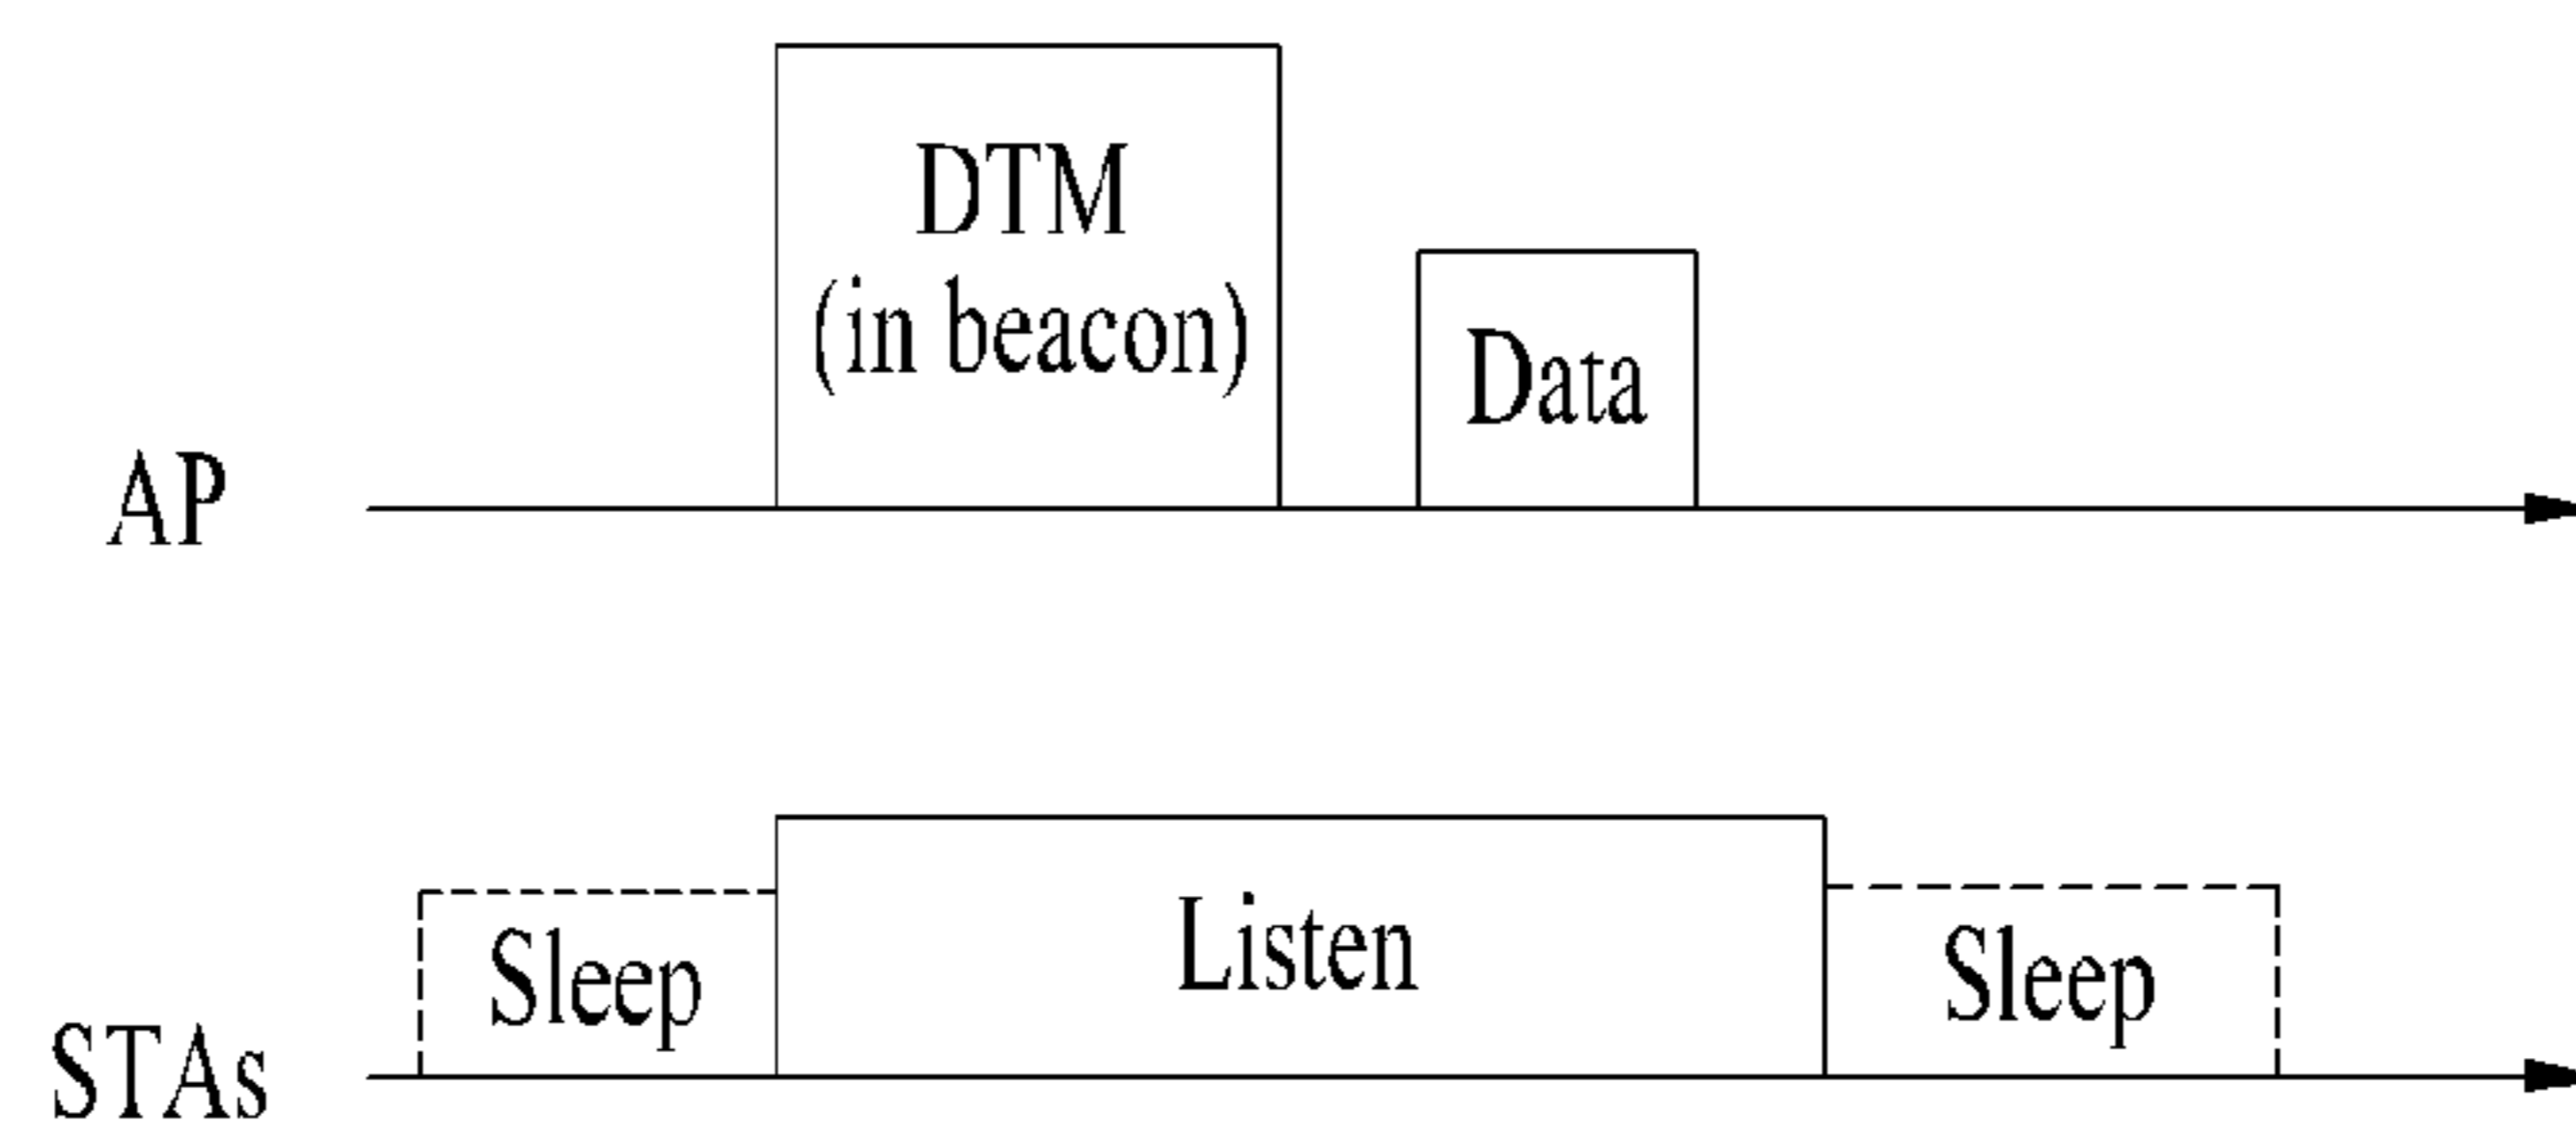 DTM
(in beacon)
Data
AP
Listen
Sleep
Sleep
STAs